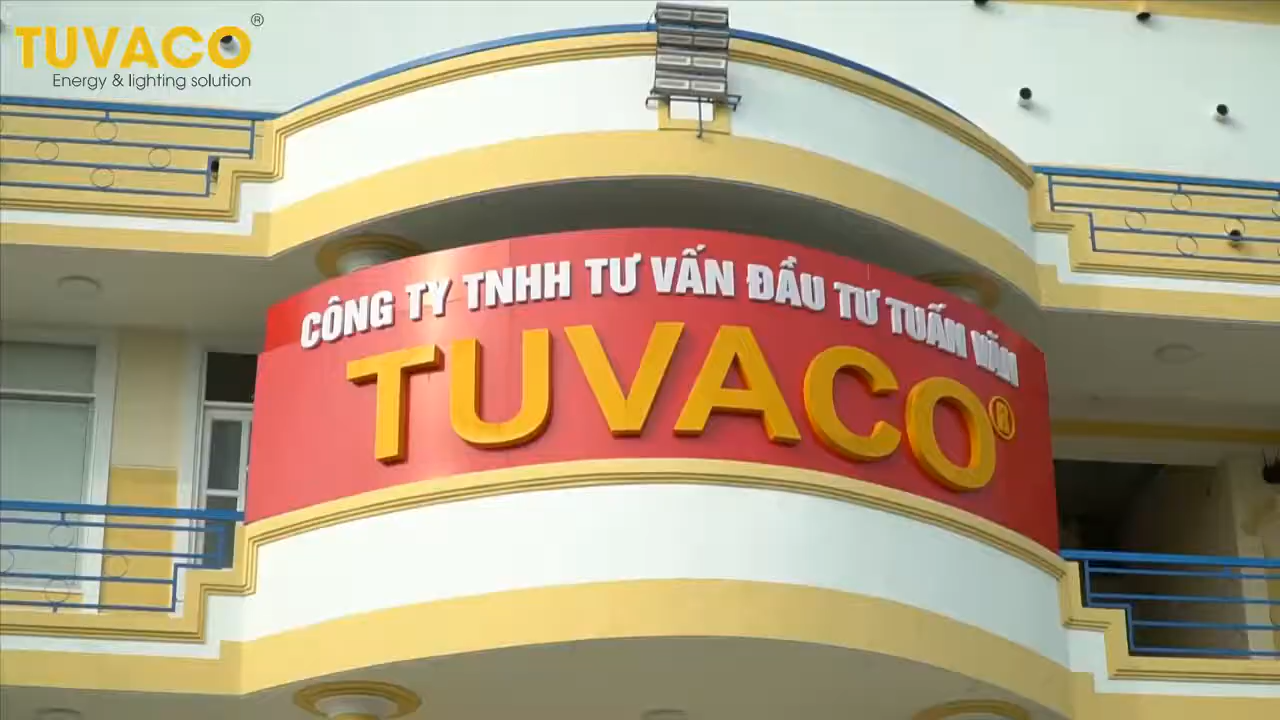 TUVACO®
Energy & lighting solution
CÔNG TY TNHH TƯ VẤN ĐẦU TƯ TUẤN VĂN
TUVACO®